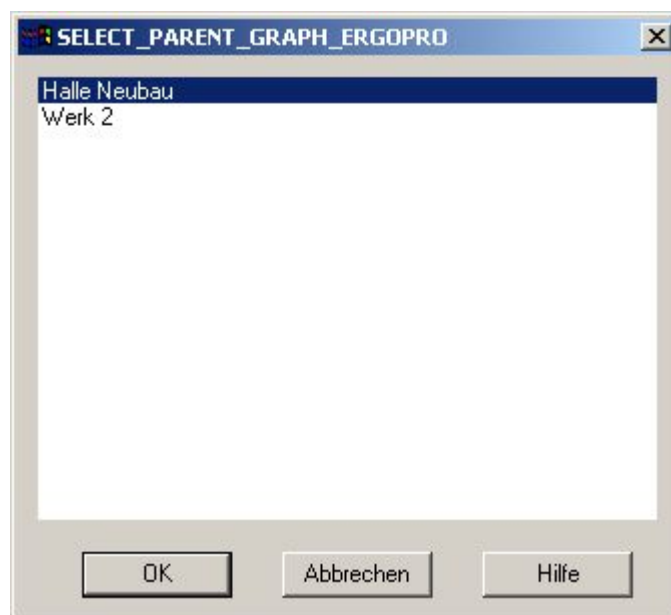 SELECT_PARENT_GRAPH_ERGOPRO
Halle Neubau
Werk 2
OK Abbrechen Hilfe